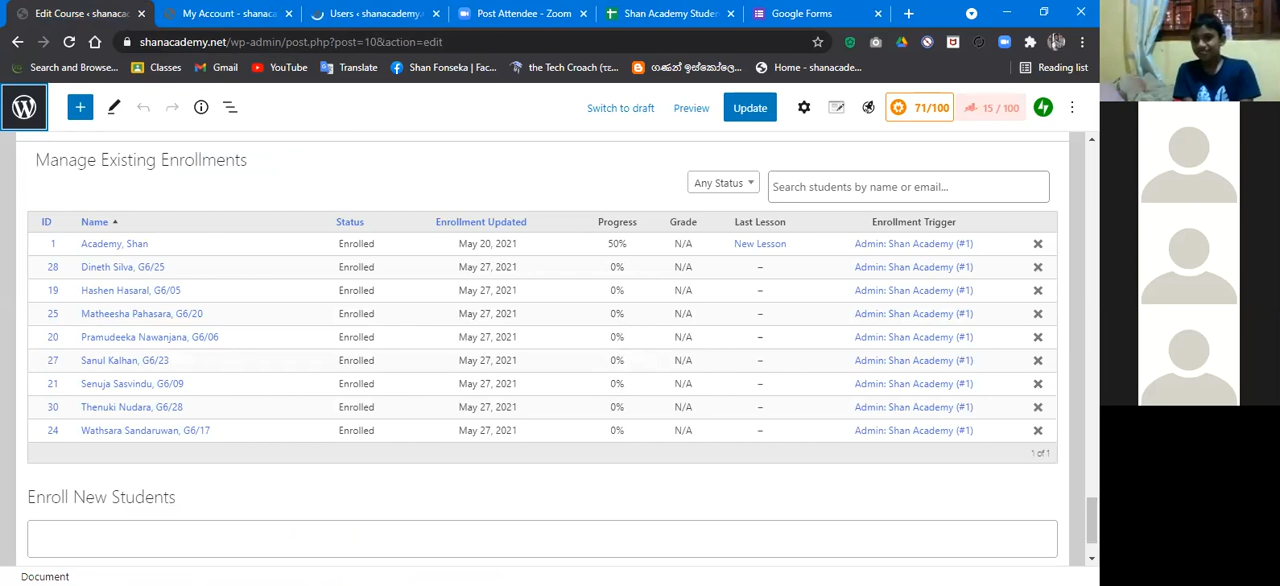 Edit Course ‹ shanaca
My Account - shanaca
Users ‹ shanacademy.
Post Attendee - Zoom
Shan Academy Studen
Google Forms
shanacademy.net/wp-admin/post.php?post=10&action=edit
Search and Browse...
Classes
Gmail
YouTube
Translate
Shan Fonseka | Fac...
Home - shanacade...
Reading list
Switch to draft
Preview
Update
71/100
15 / 100
Manage Existing Enrollments
Any Status
Search students by name or email...
ID Name Status Enrollment Updated Progress Grade Last Lesson Enrollment Trigger
1 Academy, Shan Enrolled May 20, 2021 50% N/A New Lesson Admin: Shan Academy (#1)
28 Dineth Silva, G6/25 Enrolled May 27, 2021 0% N/A – Admin: Shan Academy (#1)
19 Hashen Hasaral, G6/05 Enrolled May 27, 2021 0% N/A – Admin: Shan Academy (#1)
25 Matheesha Pahasara, G6/20 Enrolled May 27, 2021 0% N/A – Admin: Shan Academy (#1)
20 Pramudeeka Nawanjana, G6/06 Enrolled May 27, 2021 0% N/A – Admin: Shan Academy (#1)
27 Sanul Kalhan, G6/23 Enrolled May 27, 2021 0% N/A – Admin: Shan Academy (#1)
21 Senuja Sasvindu, G6/09 Enrolled May 27, 2021 0% N/A – Admin: Shan Academy (#1)
30 Thenuki Nudara, G6/28 Enrolled May 27, 2021 0% N/A – Admin: Shan Academy (#1)
24 Wathsara Sandaruwan, G6/17 Enrolled May 27, 2021 0% N/A – Admin: Shan Academy (#1)
1 of 1
Enroll New Students
Document